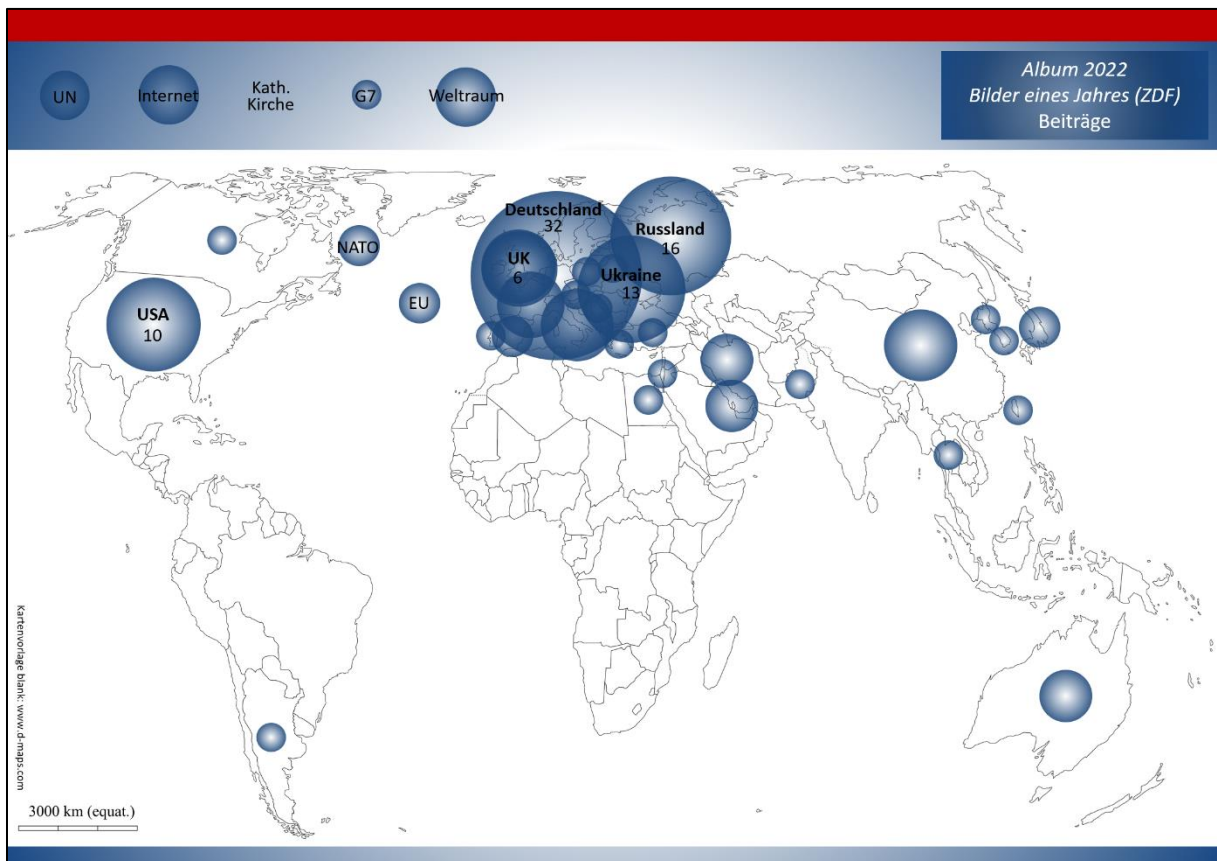 UN
Internet
Kath.
Kirche
G7
Weltraum
Album 2022
Bilder eines Jahres (ZDF)
Beiträge
Deutschland
32
Russland
16
NATO
UK
6
Ukraine
13
EU
USA
10
Kartenvorlage blank: www.d-maps.com
3000 km (equat.)